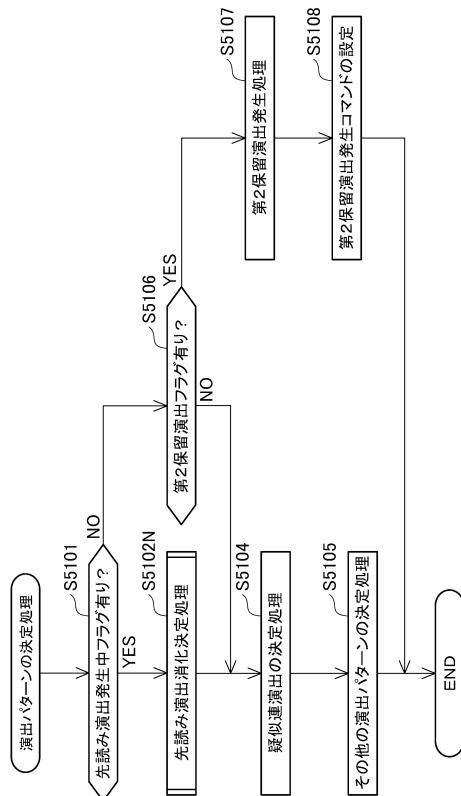 演出パターンの決定処理
S5101
先読み演出発生中フラグ有り?
NO
YES
S5106
第2保留演出フラグ有り?
YES
NO
S5102N
先読み演出消化決定処理
S5107
第2保留演出発生処理
S5104
疑似連演出の決定処理
S5108
第2保留演出発生コマンドの設定
S5105
その他の演出パターンの決定処理
END